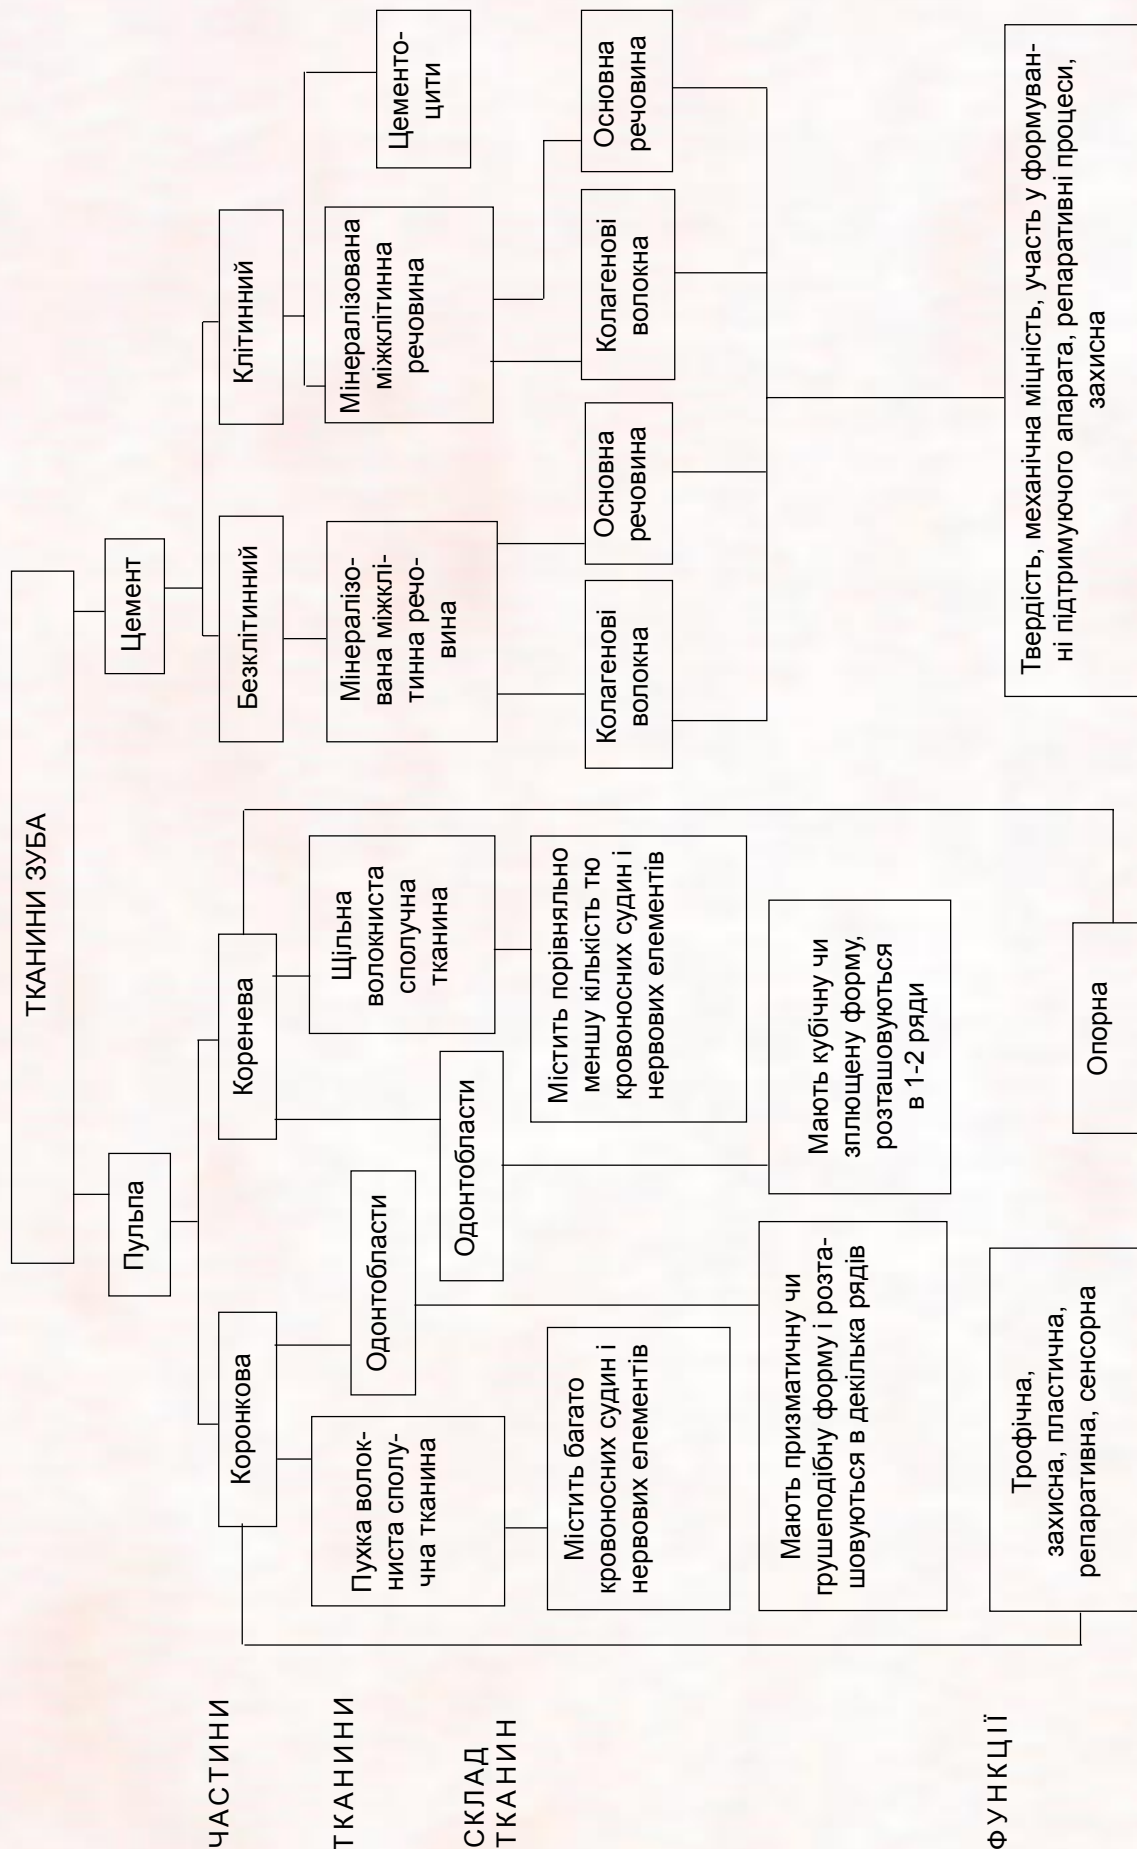 ТКАНИНИ ЗУБА
Пульпа
Цемент
ЧАСТИНИ
Коронкова
Коренева
Безклітинний
Клітинний
ТКАНИНИ
Пухка волок-
ниста сполу-
чна тканина
Одонтобласти
Одонтобласти
Щільна
волокниста
сполучна
тканина
Мінералізо-
вана міжклі-
тинна речо-
вина
Мінералізована
міжклітинна
речовина
Цементо-
цити
СКЛАД
ТКАНИН
Містить багато
кровоносних судин і
нервових елементів
Містить порівняльно
меншу кількість тю
кровоносних судин і
нервових елементів
Колагенові
волокна
Основна
речовина
Колагенові
волокна
Основна
речовина
Мають призматичну чи
грушеподібну форму і розта-
шовуються в декілька рядів
Мають кубічну чи
зплющену форму,
розташовуються
в 1-2 ряди
ФУНКЦІЇ
Трофічна,
захисна, пластична,
репаративна, сенсорна
Опорна
Твердість, механічна міцність, участь у формуван-
ні підтримуючого апарата, репаративні процеси,
захисна